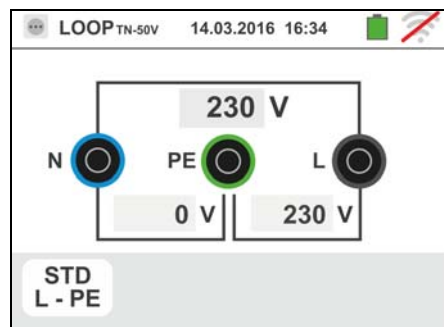 LOOP TN-50V 14.03.2016 16:34
230 V
N PE L
0 V 230 V
STD
L - PE